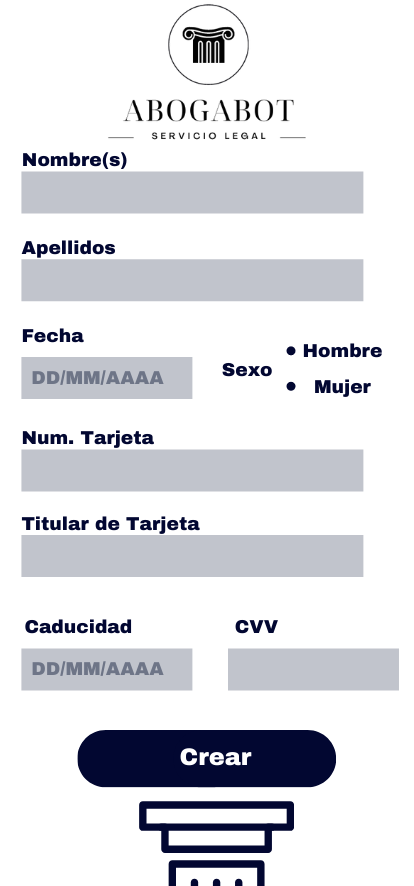 ABOGABOT
SERVICIO LEGAL
Nombre(s)
Apellidos
Fecha
DD/MM/AAAA
Sexo
• Hombre
• Mujer
Num. Tarjeta
Titular de Tarjeta
Caducidad
CVV
DD/MM/AAAA
Crear